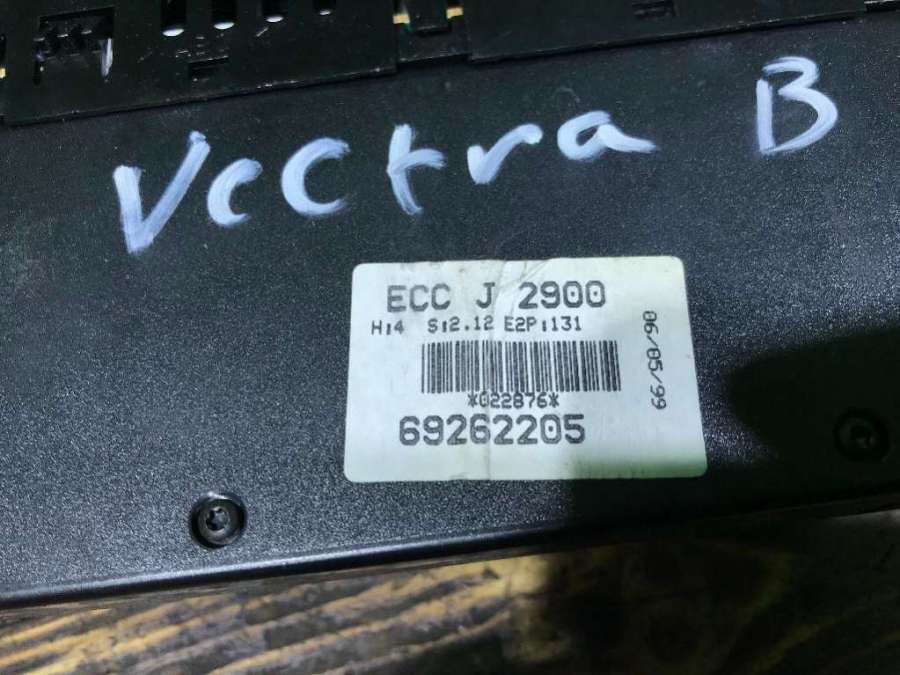 Vectra B
ECC J 2900
H:4 S:2.12 E2P:131
*022876*
69262205
06/05/99